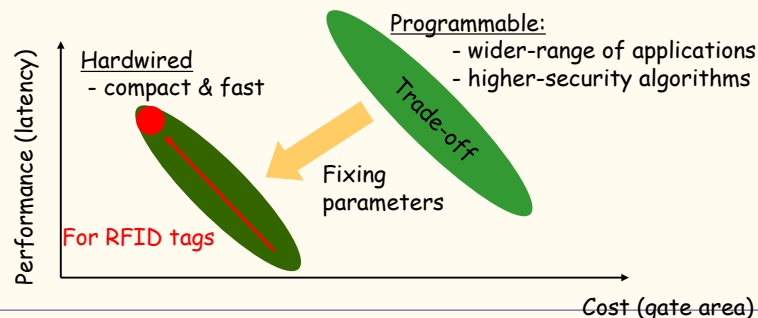 Programmable:
- wider-range of applications
- higher-security algorithms
Hardwired
- compact & fast
Trade-off
Fixing
parameters
For RFID tags
Performance (latency)
Cost (gate area)